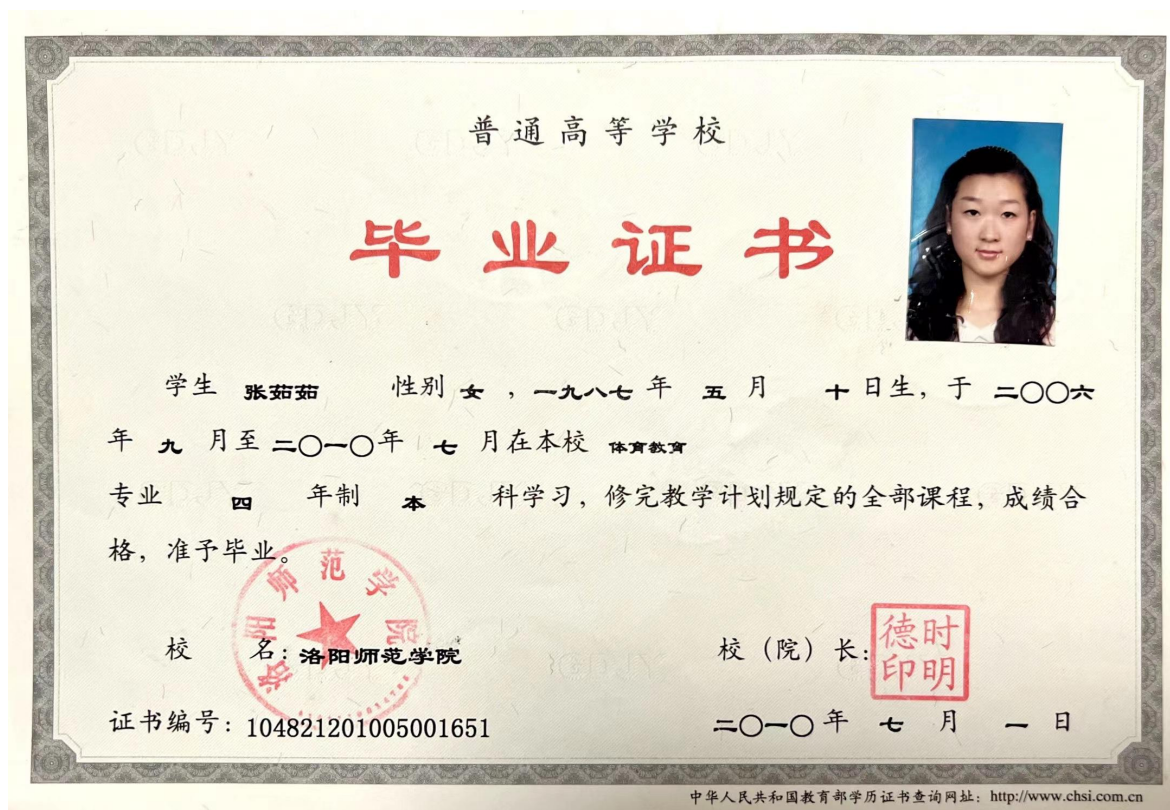 普通高等学校
毕业证书
学生 张茹茹 性别 女 ，一九八七 年 五 月 十 日生，于 二〇〇六
年 九 月至 二〇一〇年 七 月在本校 体育教育
专业 四 年制 本 科学习，修完教学计划规定的全部课程，成绩合
格，准予毕业。
洛阳师范学院
校 名：洛阳师范学院
校（院）长：
时明德印
证书编号：104821201005001651
二〇一〇 年 七 月 一 日
中华人民共和国教育部学历证书查询网址：http://www.chsi.com.cn